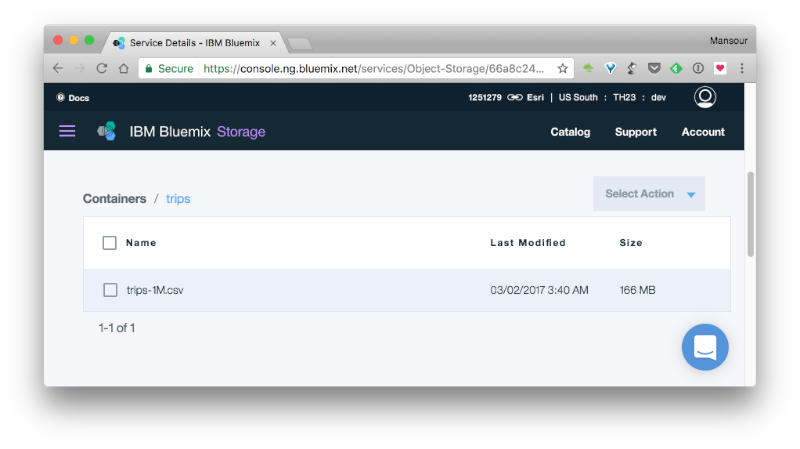 Service Details - IBM Bluemix
Mansour
Secure https://console.ng.bluemix.net/services/Object-Storage/66a8c24...
Docs
1251279 Esri | US South : TH23 : dev
IBM Bluemix Storage
Catalog Support Account
Containers / trips
Select Action
Name Last Modified Size
trips-1M.csv 03/02/2017 3:40 AM 166 MB
1-1 of 1